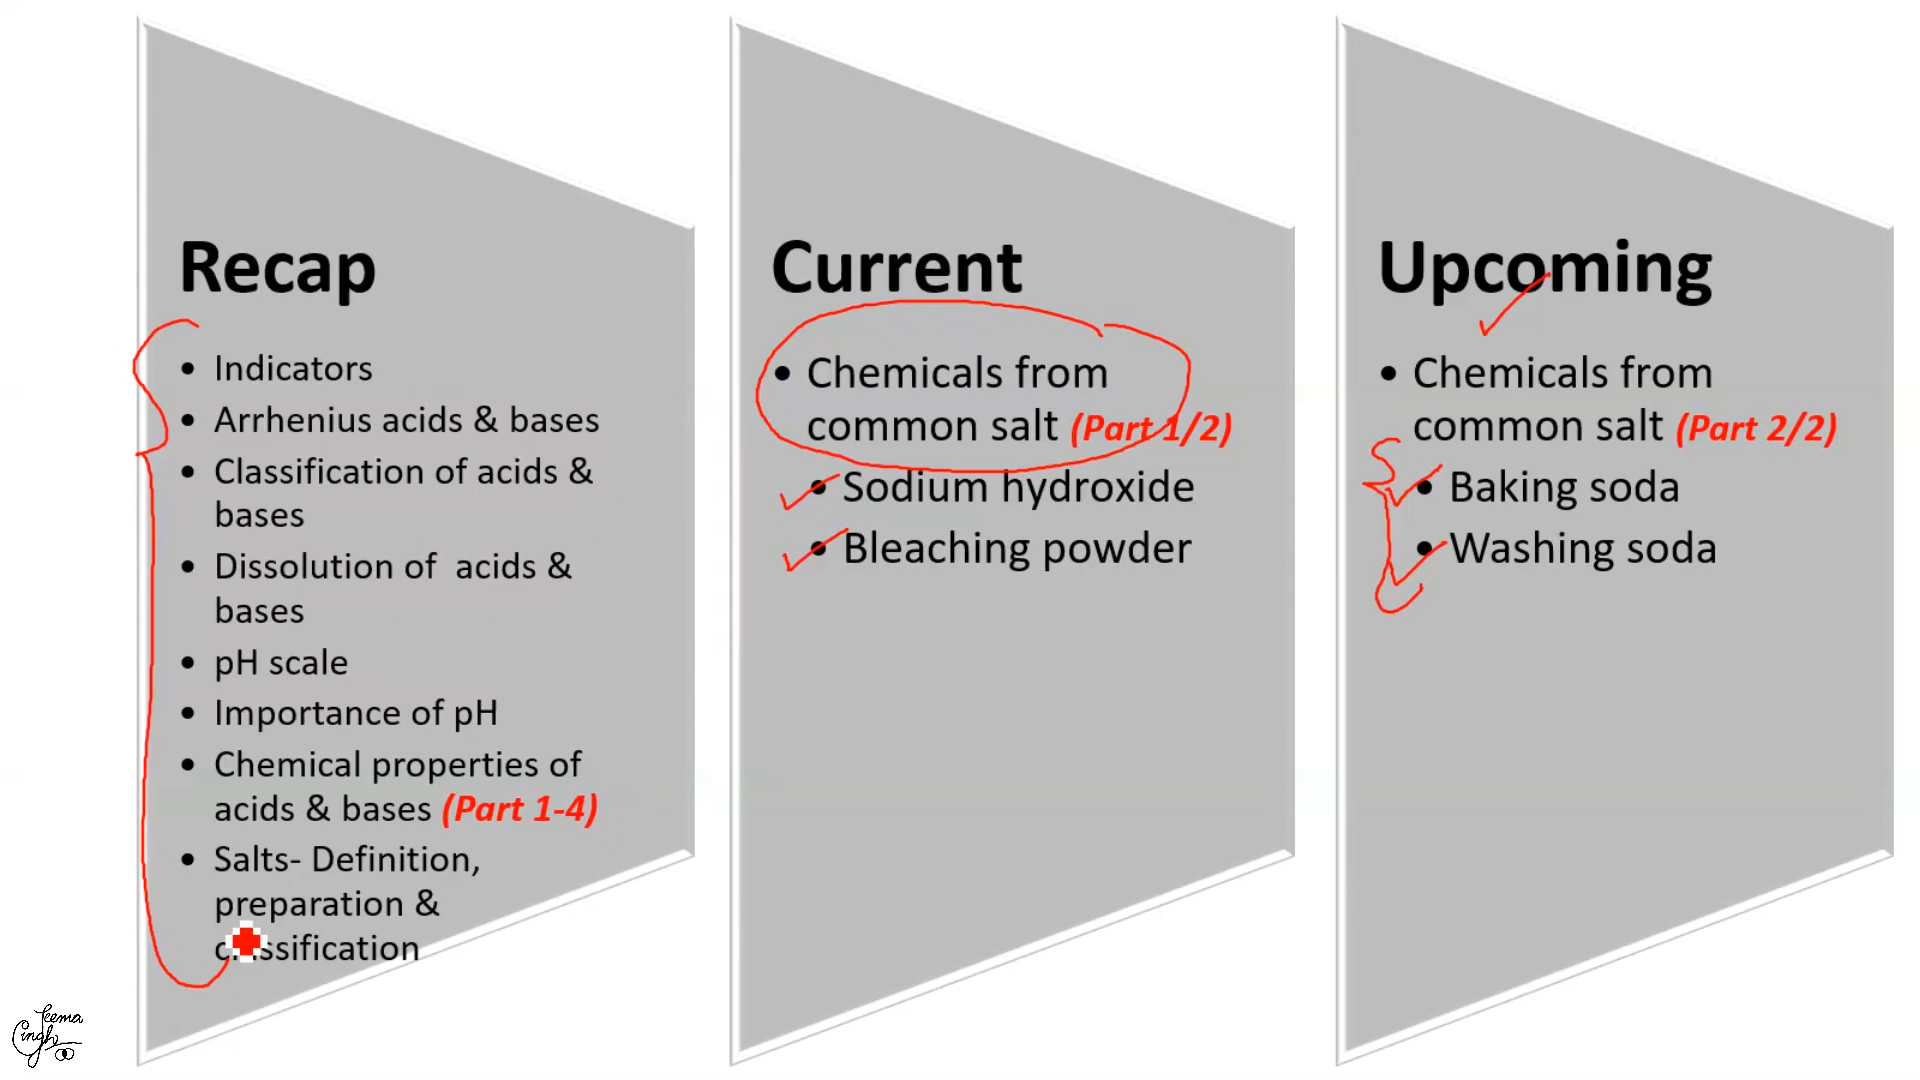 Recap
• Indicators
• Arrhenius acids & bases
• Classification of acids &
bases
• Dissolution of acids &
bases
• pH scale
• Importance of pH
• Chemical properties of
acids & bases (Part 1-4)
• Salts- Definition,
preparation &
classification
Current
• Chemicals from
common salt (Part 1/2)
• Sodium hydroxide
• Bleaching powder
Upcoming
• Chemicals from
common salt (Part 2/2)
• Baking soda
• Washing soda